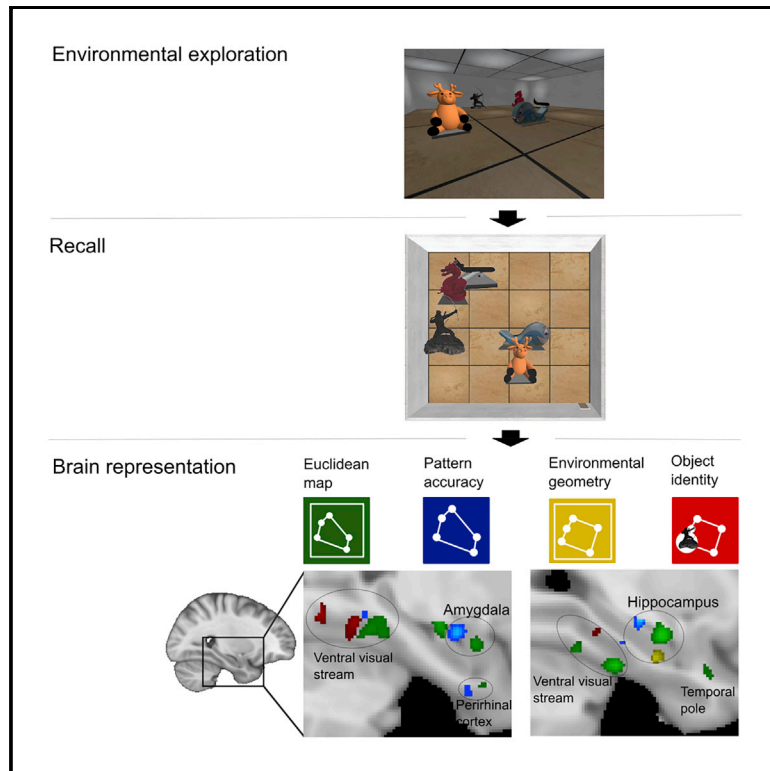 Environmental exploration
Recall
Brain representation
Euclidean
map
Pattern
accuracy
Environmental
geometry
Object
identity
Amygdala
Ventral visual
stream
Perirhinal
cortex
Hippocampus
Ventral visual
stream
Temporal
pole